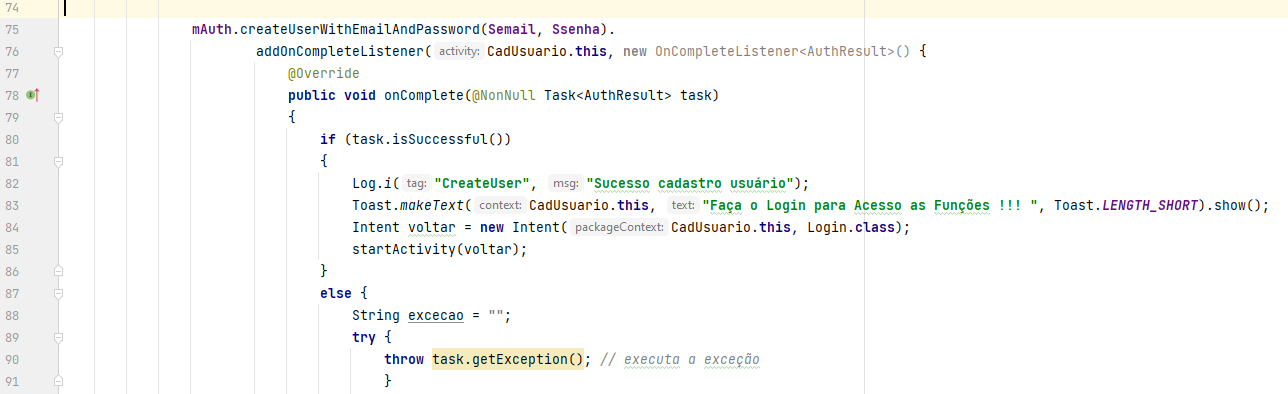 74
75 mAuth.createUserWithEmailAndPassword(Semail, Ssenha).
76 addOnCompleteListener( activity: CadUsuario.this, new OnCompleteListener<AuthResult>() {
77 @Override
78 public void onComplete(@NonNull Task<AuthResult> task)
79 {
80 if (task.isSuccessful())
81 {
82 Log.i( tag: "CreateUser", msg: "Sucesso cadastro usuário");
83 Toast.makeText( context: CadUsuario.this, text: "Faça o Login para Acesso as Funções !!! ", Toast.LENGTH_SHORT).show();
84 Intent voltar = new Intent( packageContext: CadUsuario.this, Login.class);
85 startActivity(voltar);
86 }
87 else {
88 String excecao = "";
89 try {
90 throw task.getException(); // executa a exceção
91 }